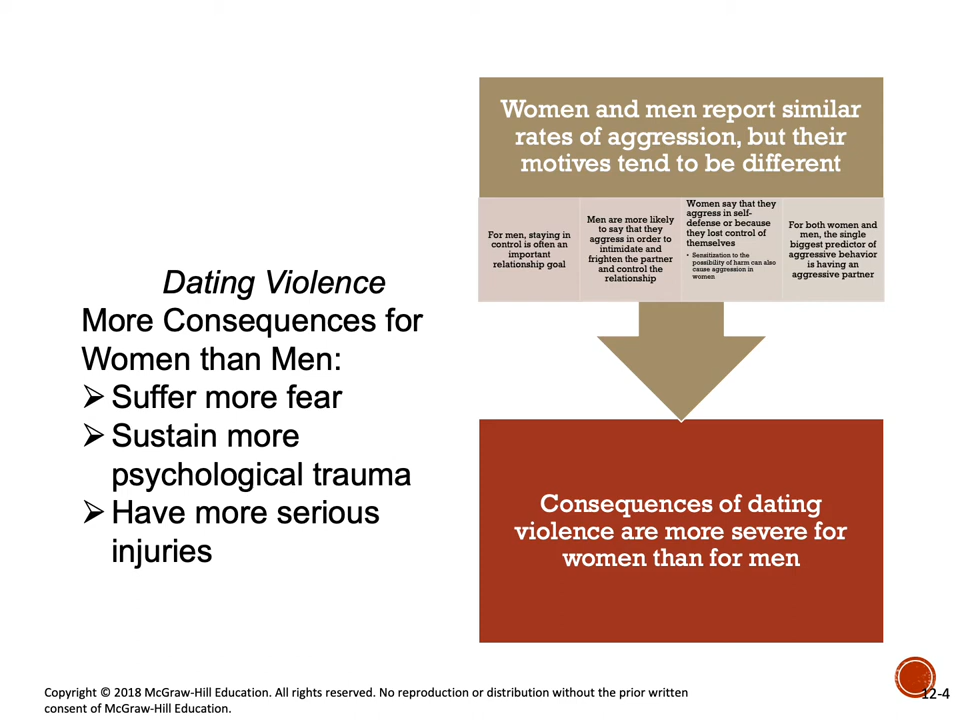 Dating Violence
More Consequences for
Women than Men:
➢ Suffer more fear
➢ Sustain more
psychological trauma
➢ Have more serious
injuries
Women and men report similar
rates of aggression, but their
motives tend to be different
For men, staying in
control is often an
important
relationship goal
Men are more likely
to say that they
aggress in order to
intimidate and
frighten the partner
and control the
relationship
Women say that they
aggress in self-
defense or because
they lost control of
themselves
• Sensitization to the
possibility of harm can also
cause aggression in
women
For both women and
men, the single
biggest predictor of
aggressive behavior
is having an
aggressive partner
Consequences of dating
violence are more severe for
women than for men
Copyright © 2018 McGraw-Hill Education. All rights reserved. No reproduction or distribution without the prior written
consent of McGraw-Hill Education.
12-4